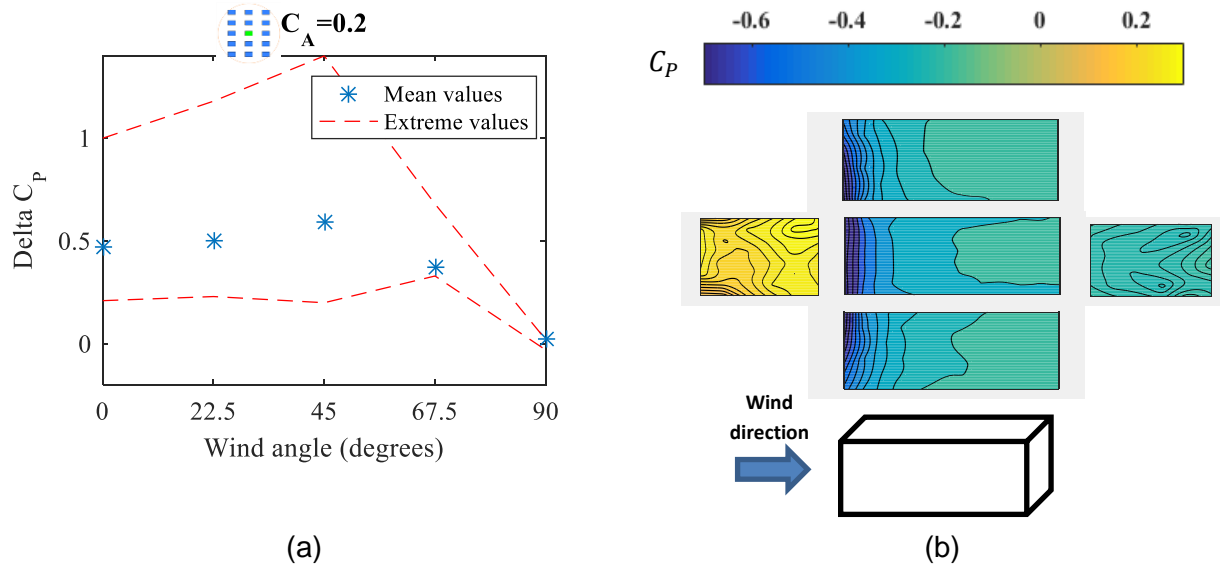 C_A=0.2
Mean values
Extreme values
1
0.5
0
Delta C_P
0
22.5
45
67.5
90
Wind angle (degrees)
(a)
-0.6
-0.4
-0.2
0
0.2
C_P
Wind
direction
(b)